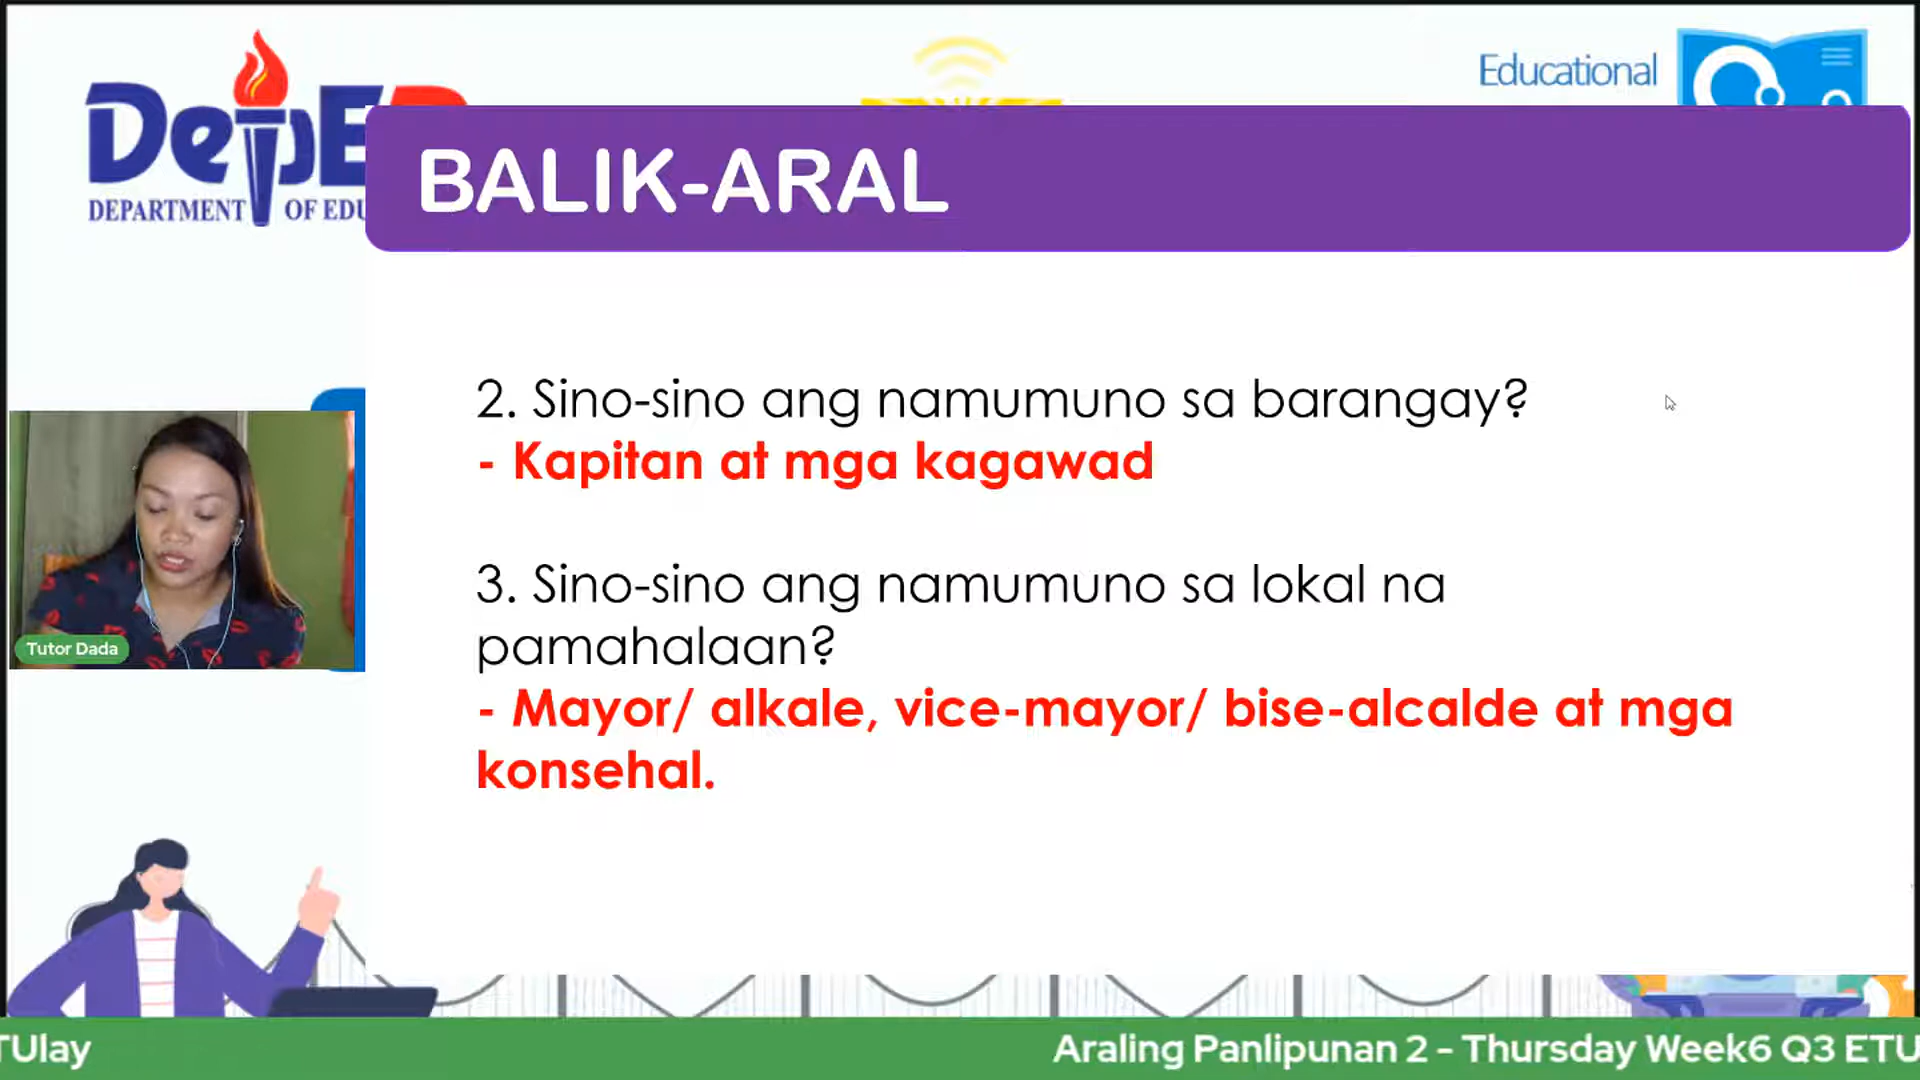 DepE
DEPARTMENT OF EDU
Educational
BALIK-ARAL
2. Sino-sino ang namumuno sa barangay?
- Kapitan at mga kagawad
3. Sino-sino ang namumuno sa lokal na
pamahalaan?
- Mayor/ alkale, vice-mayor/ bise-alcalde at mga
konsehal.
Tutor Dada
TUlay
Araling Panlipunan 2 - Thursday Week6 Q3 ETU